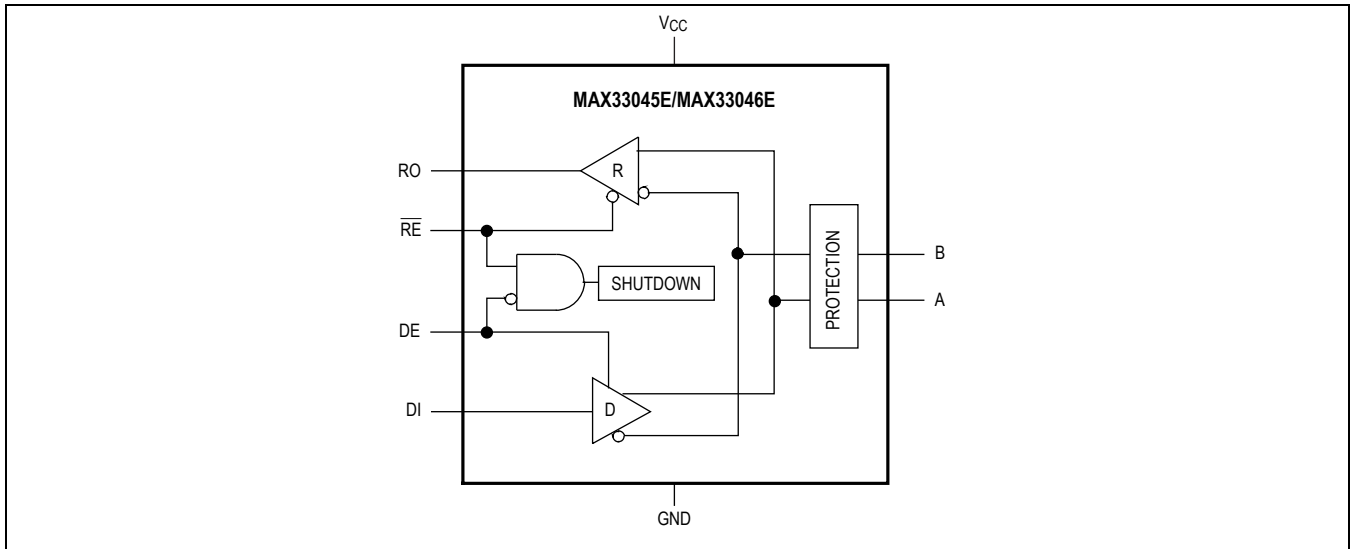 VCC
MAX33045E/MAX33046E
RO
R
RE
SHUTDOWN
PROTECTION
B
A
DE
DI
D
GND